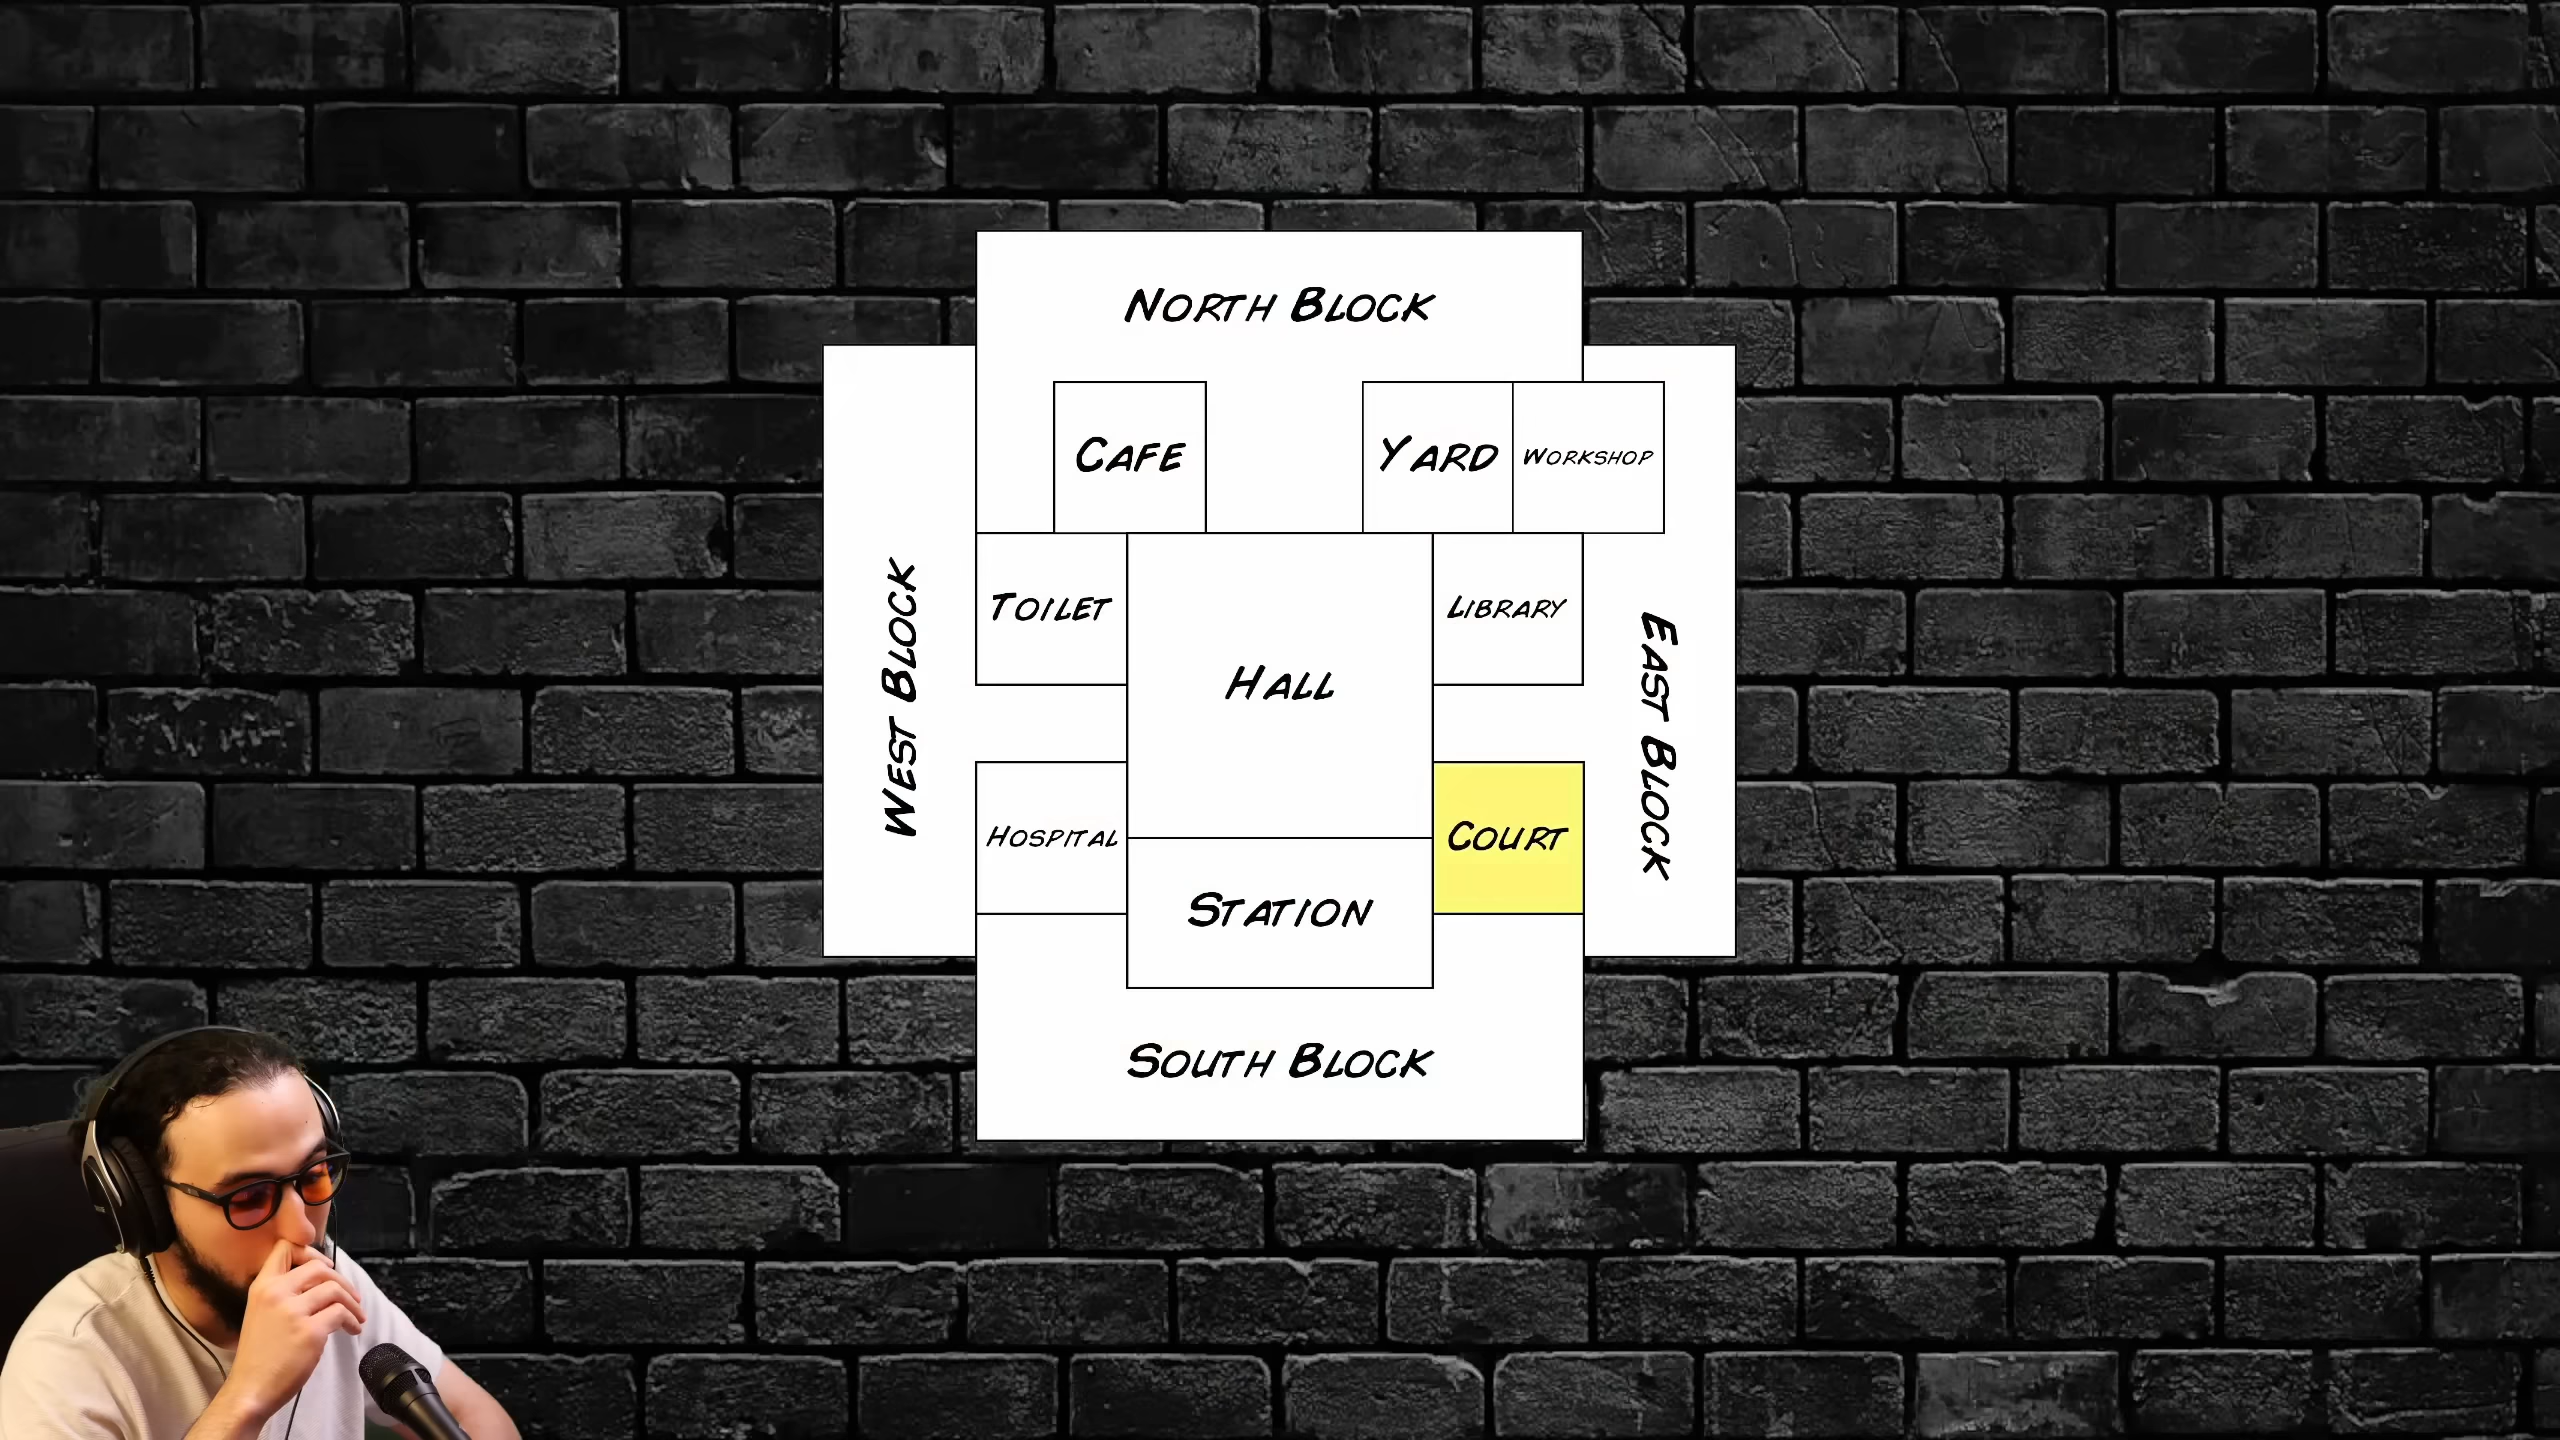 North Block
Cafe
Yard
Workshop
Toilet
Library
West Block
Hall
East Block
Hospital
Court
Station
South Block